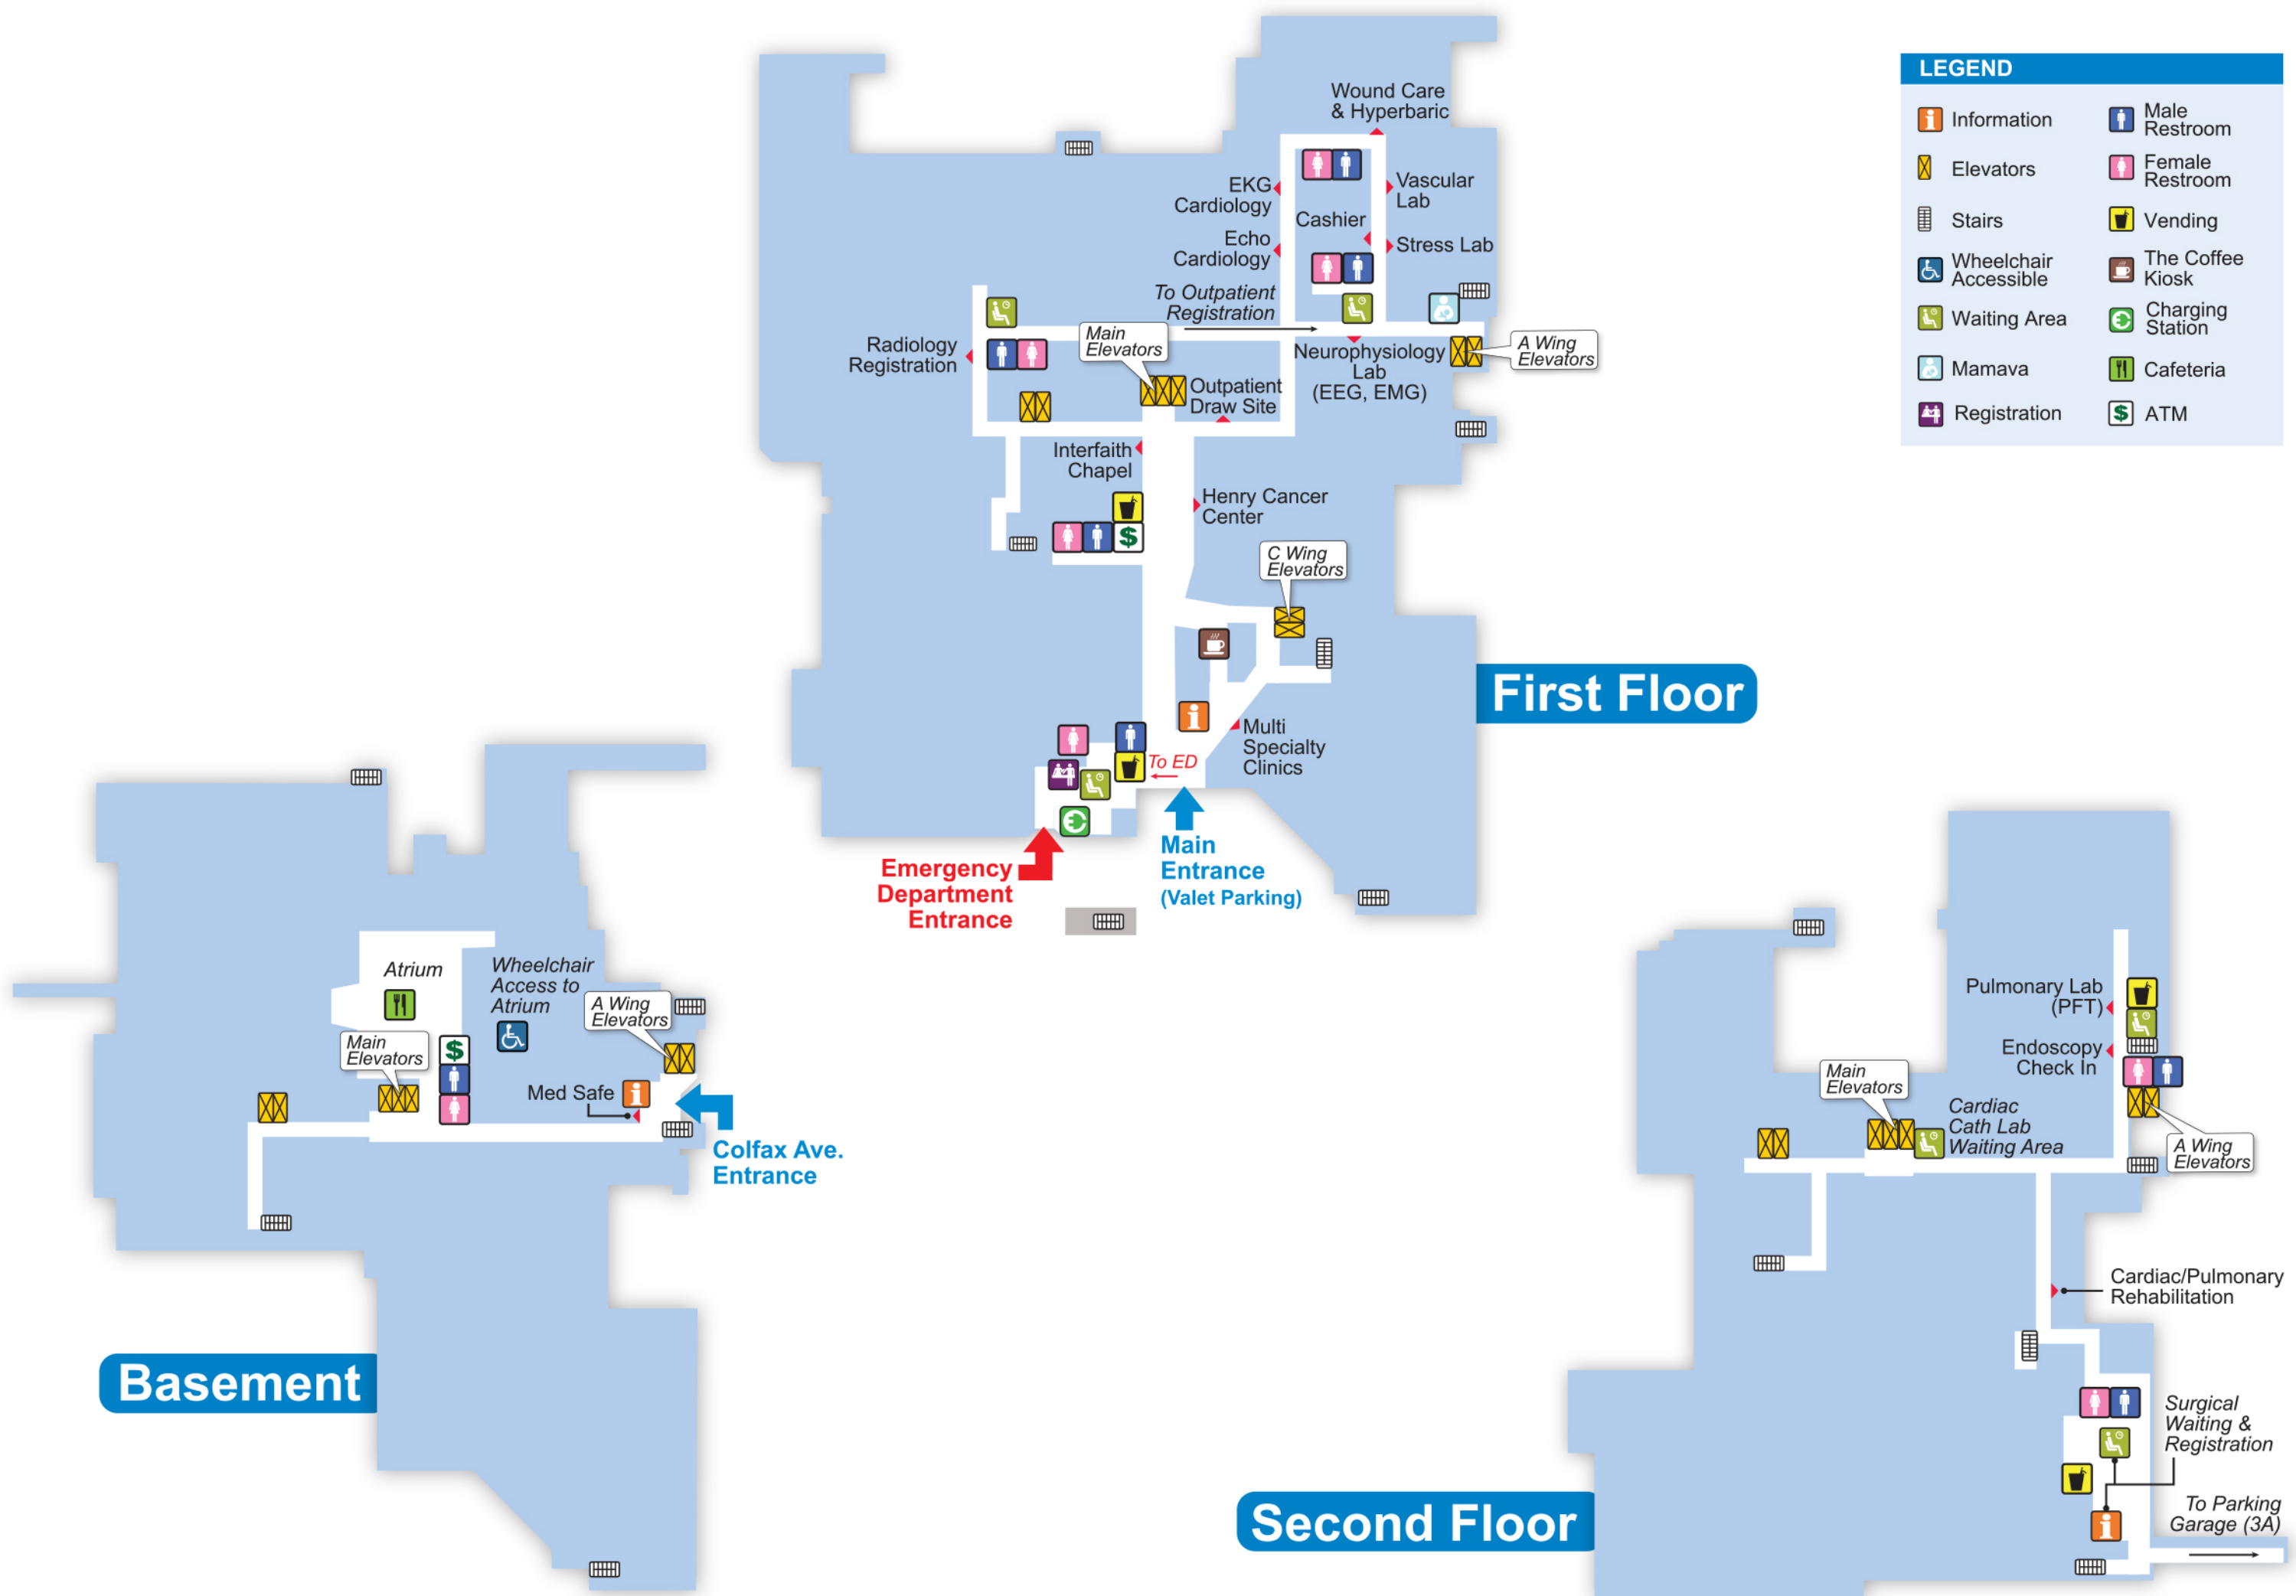 LEGEND
Information
Elevators
Stairs
Wheelchair
Accessible
Waiting Area
Mamava
Registration
Male
Restroom
Female
Restroom
Vending
The Coffee
Kiosk
Charging
Station
Cafeteria
$ ATM
Wound Care
& Hyperbaric
EKG
Cardiology
Vascular
Lab
Cashier
Echo
Cardiology
Stress Lab
To Outpatient
Registration
Main
Elevators
Radiology
Registration
Neurophysiology
Lab
(EEG, EMG)
A Wing
Elevators
Outpatient
Draw Site
Interfaith
Chapel
Henry Cancer
Center
$
C Wing
Elevators
First Floor
i
Multi
Specialty
Clinics
To ED
Main
Entrance
(Valet Parking)
Emergency
Department
Entrance
Atrium
Wheelchair
Access to
Atrium
A Wing
Elevators
Main
Elevators
$
Med Safe
i
Colfax Ave.
Entrance
Basement
Pulmonary Lab
(PFT)
Endoscopy
Check In
Main
Elevators
Cardiac
Cath Lab
Waiting Area
A Wing
Elevators
Cardiac/Pulmonary
Rehabilitation
Surgical
Waiting &
Registration
i
To Parking
Garage (3A)
Second Floor